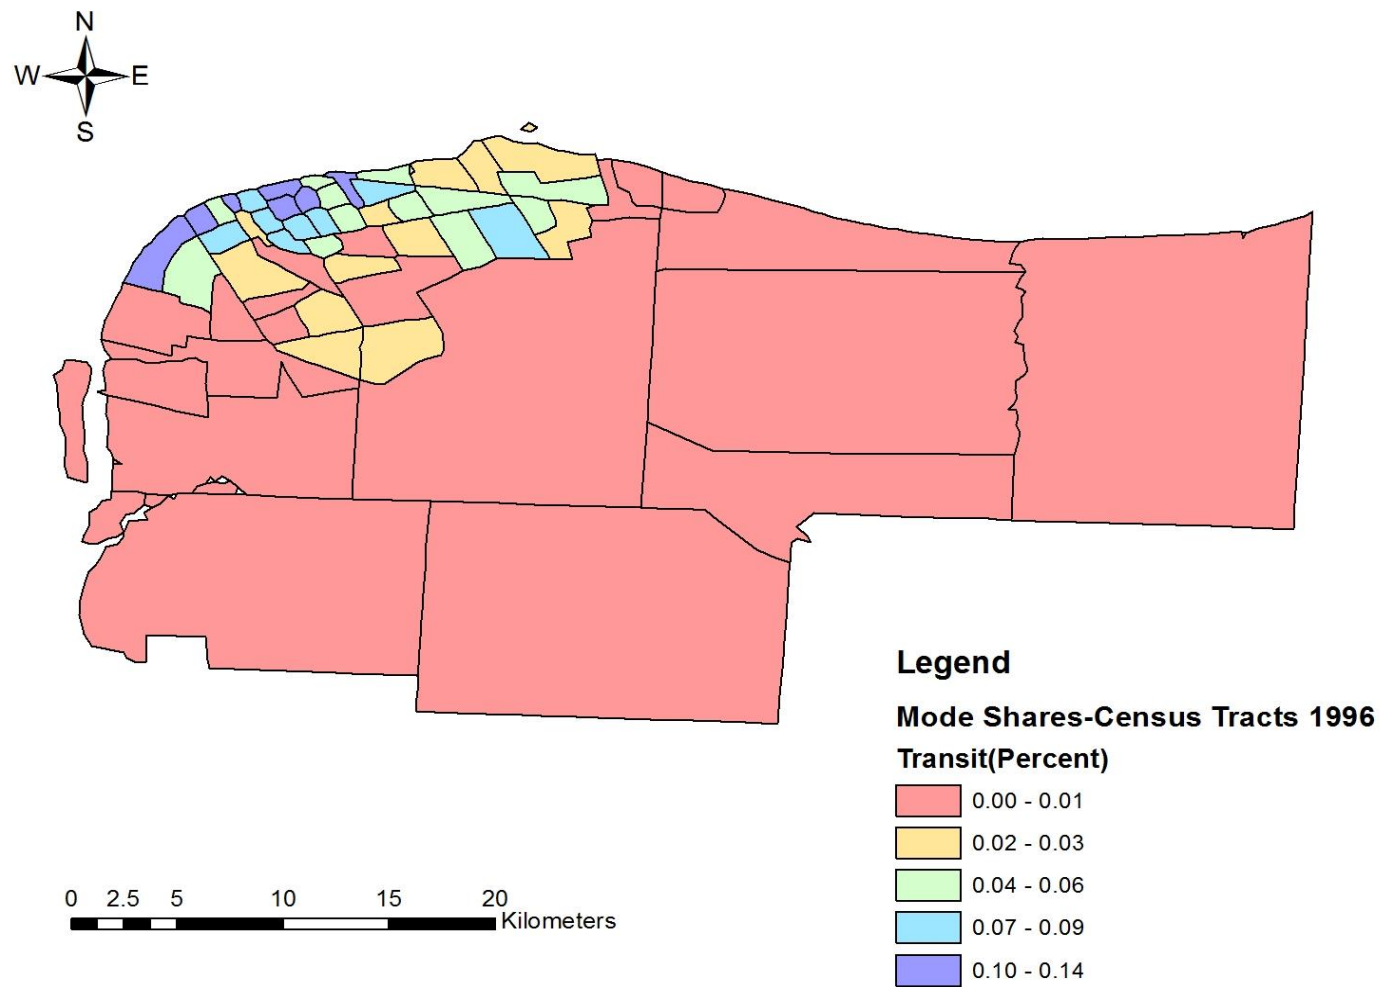 N
W E
S
Legend
Mode Shares-Census Tracts 1996
Transit(Percent)
0.00 - 0.01
0.02 - 0.03
0.04 - 0.06
0.07 - 0.09
0.10 - 0.14
0 2.5 5 10 15 20
Kilometers